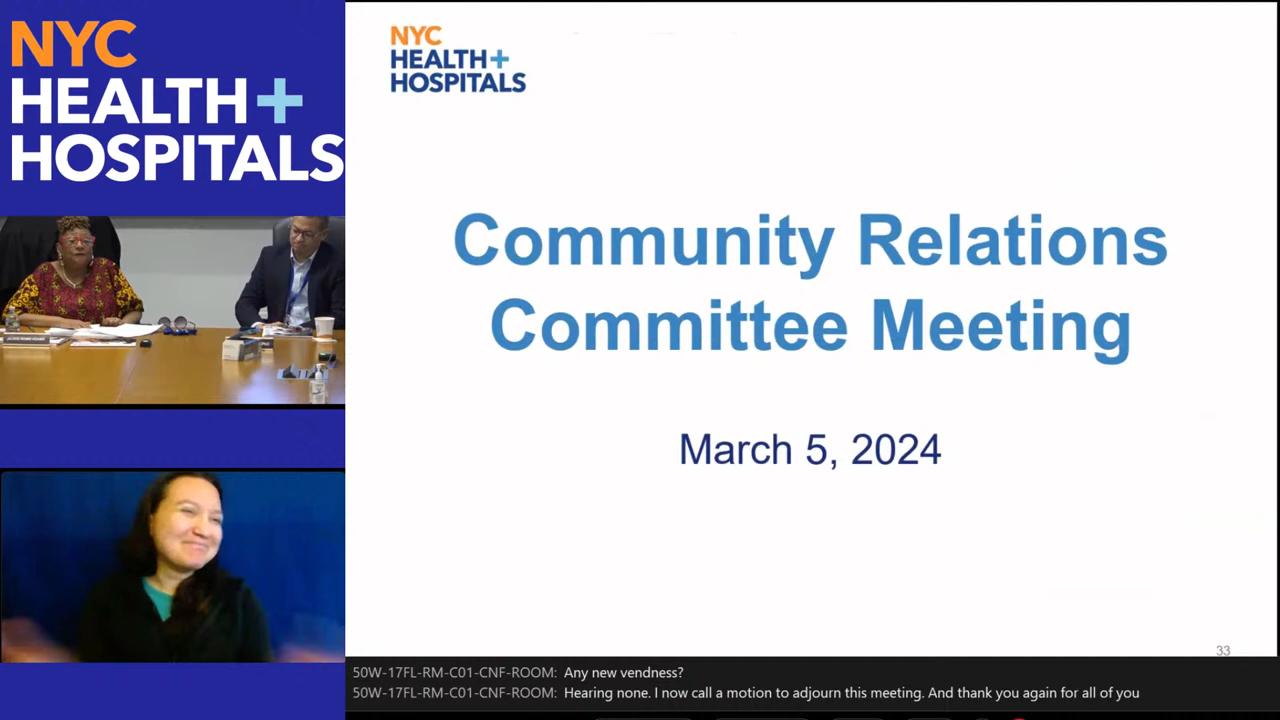 NYC
HEALTH+
HOSPITALS
NYC
HEALTH+
HOSPITALS
Community Relations
Committee Meeting
March 5, 2024
33
50W-17FL-RM-C01-CNF-ROOM: Any new vendness?
50W-17FL-RM-C01-CNF-ROOM: Hearing none. I now call a motion to adjourn this meeting. And thank you again for all of you